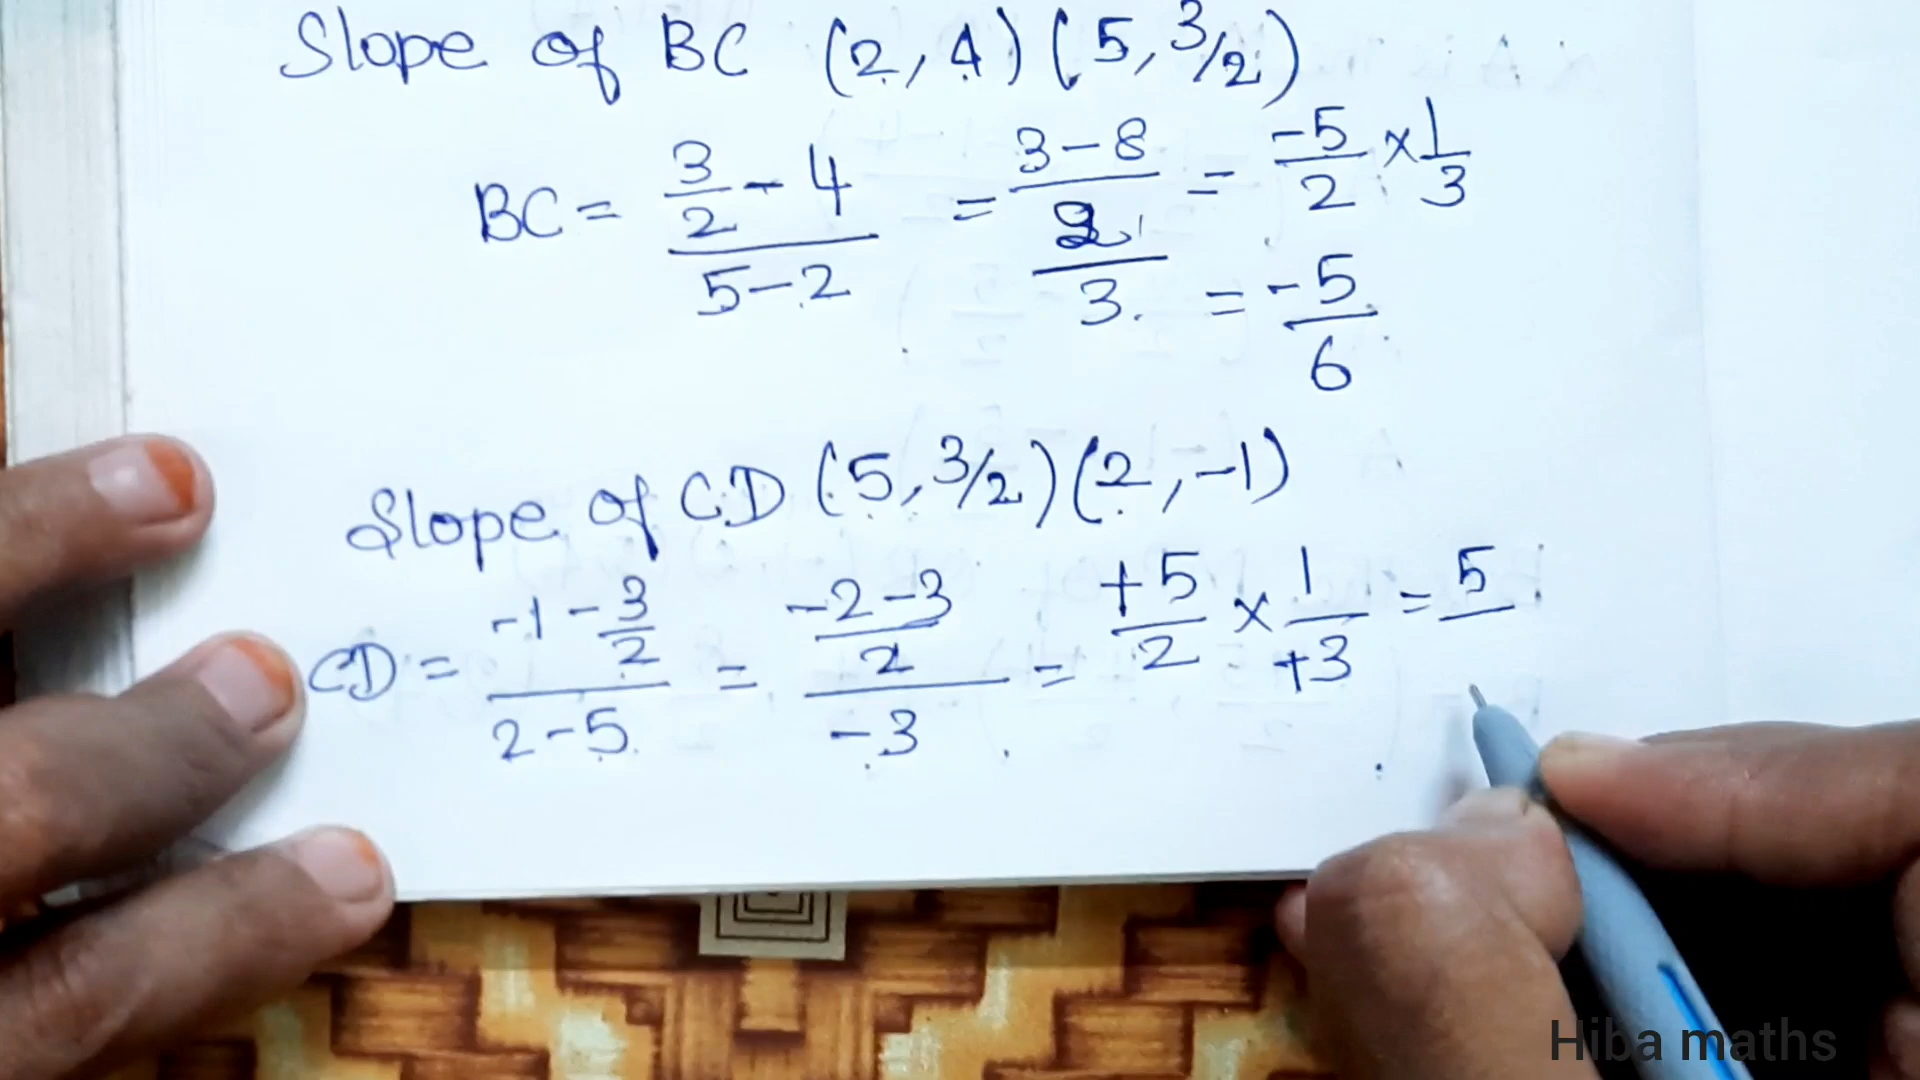 Slope of BC (2, 4) (5, 3/2)
BC = (3/2 - 4)/(5-2) = ((3-8)/2)/3 = -5/2 × 1/3
= -5/6
Slope of CD (5, 3/2) (2, -1)
CD = (-1 - 3/2)/(2-5) = ((-2-3)/2)/-3 = +5/2 × 1/+3 = 5/
Hiba maths